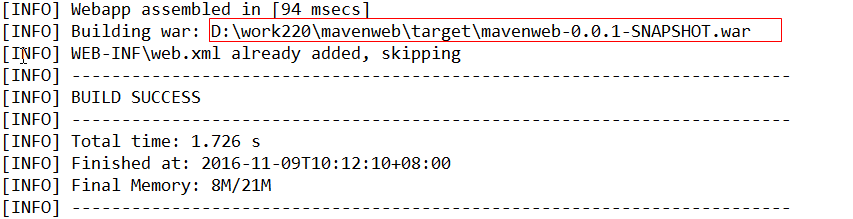 [INFO] Webapp assembled in [94 msecs]
[INFO] Building war: D:\work220\mavenweb\target\mavenweb-0.0.1-SNAPSHOT.war
[INFO] WEB-INF\web.xml already added, skipping
[INFO] ------------------------------------------------------------------------
[INFO] BUILD SUCCESS
[INFO] ------------------------------------------------------------------------
[INFO] Total time: 1.726 s
[INFO] Finished at: 2016-11-09T10:12:10+08:00
[INFO] Final Memory: 8M/21M
[INFO] ------------------------------------------------------------------------